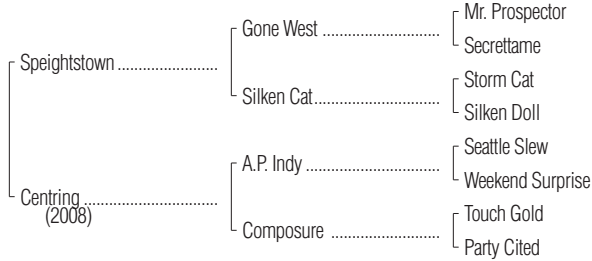 Mr. Prospector
Gone West ........................
Secrettame
Speightstown ........................
Storm Cat
Silken Cat..........................
Silken Doll
Seattle Slew
A.P. Indy ............................
Weekend Surprise
Centring ................................
(2008)
Touch Gold
Composure ......................
Party Cited